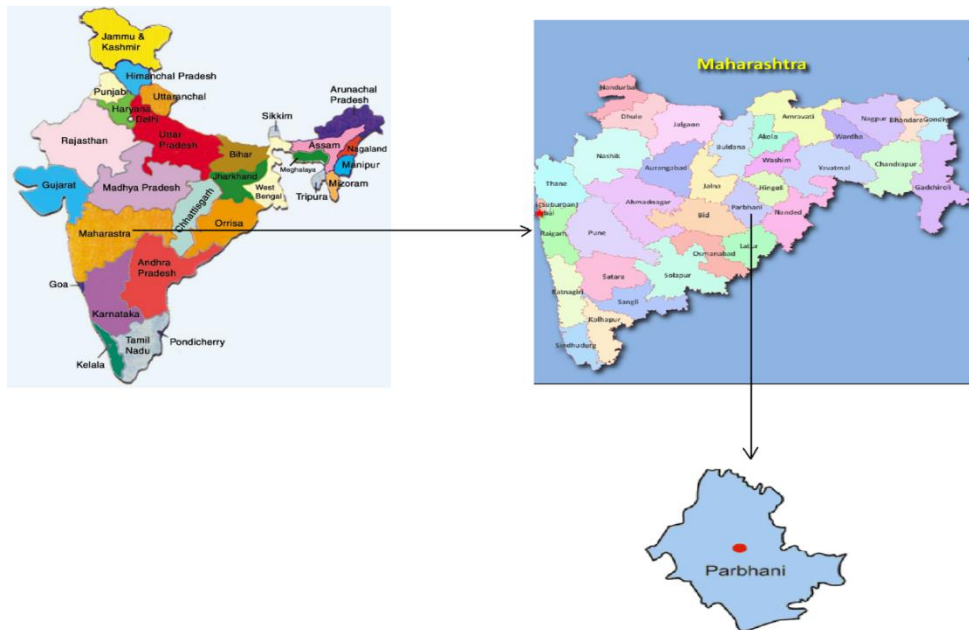 Jammu &
Kashmir
Himanchal Pradesh
Punjab
Uttaranchal
Haryana
Delhi
Arunachal
Pradesh
Sikkim
Rajasthan
Uttar
Pradesh
Assam
Nagaland
Bihar
Meghalaya
Manipur
Gujarat
Madhya Pradesh
Jharkhand
West
Bengal
Tripura
Mizoram
Chhattisgarh
Maharastra
Orrisa
Andhra
Pradesh
Goa
Karnataka
Tamil
Nadu
Pondicherry
Kelala
Maharashtra
Nandurbar
Dhule
Jalgaon
Amravati
Nagpur
Bhandara
Gondia
Nashik
Buldana
Akola
Wardha
Aurangabad
Washim
Yavatmal
Chandrapur
Thane
Jalna
Hingoli
Gadchiroli
Ahmadnagar
(Suburban)
Bid
Parbhani
Nanded
Raigarh
Pune
Latur
Osmanabad
Satara
Solapur
Ratnagiri
Sangli
Kolhapur
Sindhudurg
Parbhani